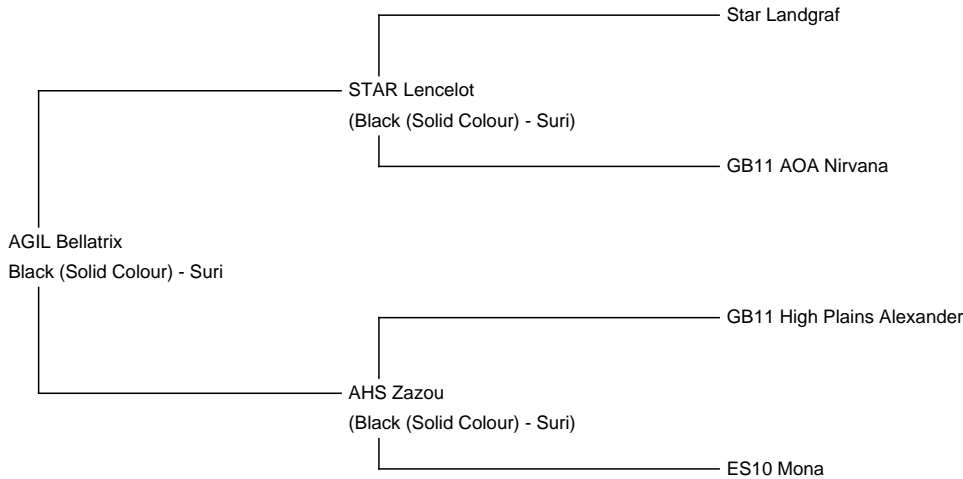 Star Landgraf
STAR Lencelot
(Black (Solid Colour) - Suri)
GB11 AOA Nirvana
AGIL Bellatrix
Black (Solid Colour) - Suri
GB11 High Plains Alexander
AHS Zazou
(Black (Solid Colour) - Suri)
ES10 Mona